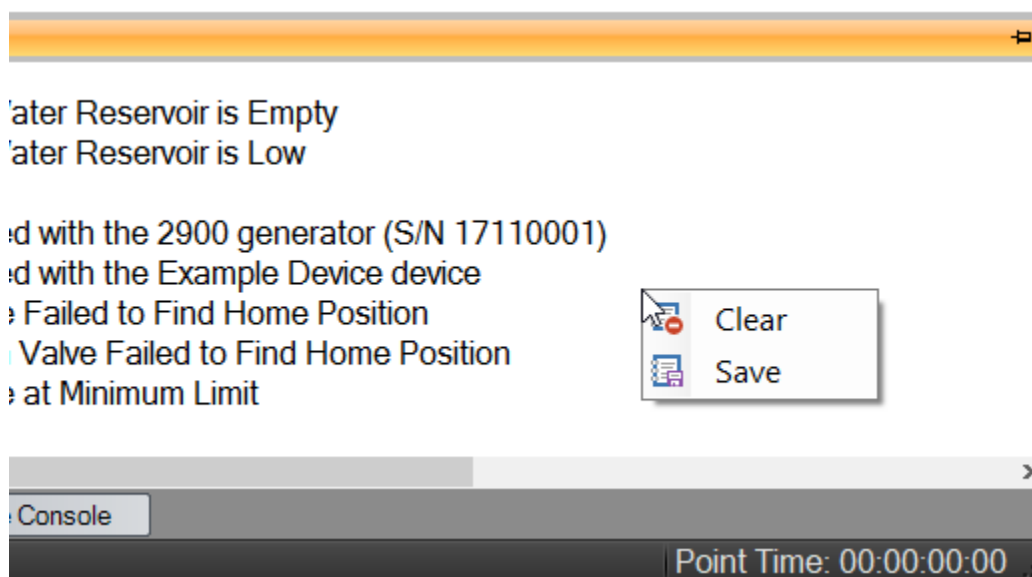 ater Reservoir is Empty
ater Reservoir is Low
ed with the 2900 generator (S/N 17110001)
ed with the Example Device device
e Failed to Find Home Position
Valve Failed to Find Home Position
e at Minimum Limit
Clear
Save
Console
Point Time: 00:00:00:00